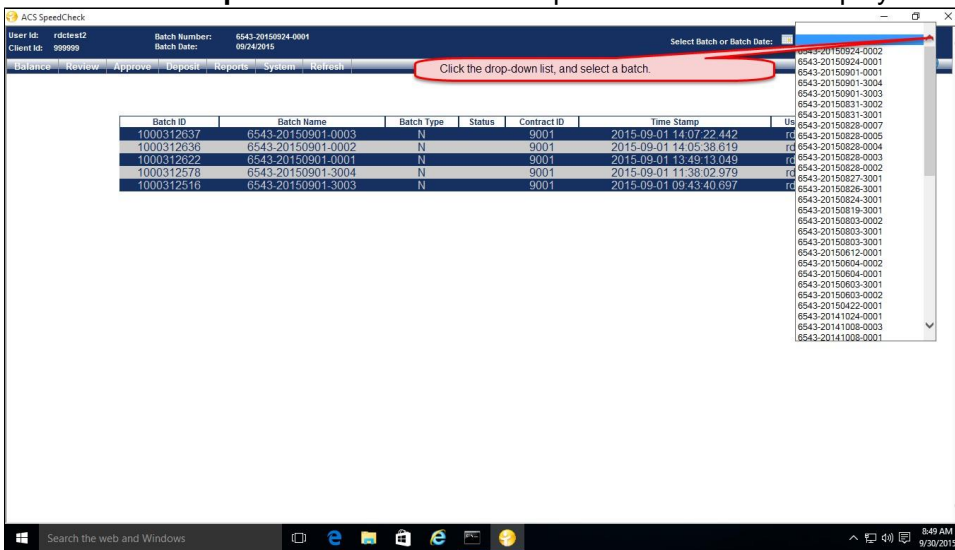 ACS SpeedCheck
User Id: rdctest2 Batch Number: 6543-20150924-0001
Client Id: 999999 Batch Date: 09/24/2015
Select Batch or Batch Date:
Balance Review Approve Deposit Reports System Refresh
Click the drop-down list, and select a batch.
Batch ID Batch Name Batch Type Status Contract ID Time Stamp Us
1000312637 6543-20150901-0003 N 9001 2015-09-01 14:07:22.442 rd
1000312636 6543-20150901-0002 N 9001 2015-09-01 14:05:38.619 rd
1000312622 6543-20150901-0001 N 9001 2015-09-01 13:49:13.049 rd
1000312578 6543-20150901-3004 N 9001 2015-09-01 11:38:02.979 rd
1000312516 6543-20150901-3003 N 9001 2015-09-01 09:43:40.697 rd
6543-20150924-0002
6543-20150924-0001
6543-20150901-0001
6543-20150901-3004
6543-20150901-3003
6543-20150831-3002
6543-20150831-3001
6543-20150828-0007
6543-20150828-0005
6543-20150828-0004
6543-20150828-0003
6543-20150828-0002
6543-20150827-3001
6543-20150826-3001
6543-20150824-3001
6543-20150819-3001
6543-20150803-0002
6543-20150803-3001
6543-20150803-3001
6543-20150612-0001
6543-20150604-0002
6543-20150604-0001
6543-20150603-3001
6543-20150603-0002
6543-20150422-0001
6543-20141024-0001
6543-20141008-0003
6543-20141008-0001
Search the web and Windows
8:49 AM
9/30/2015